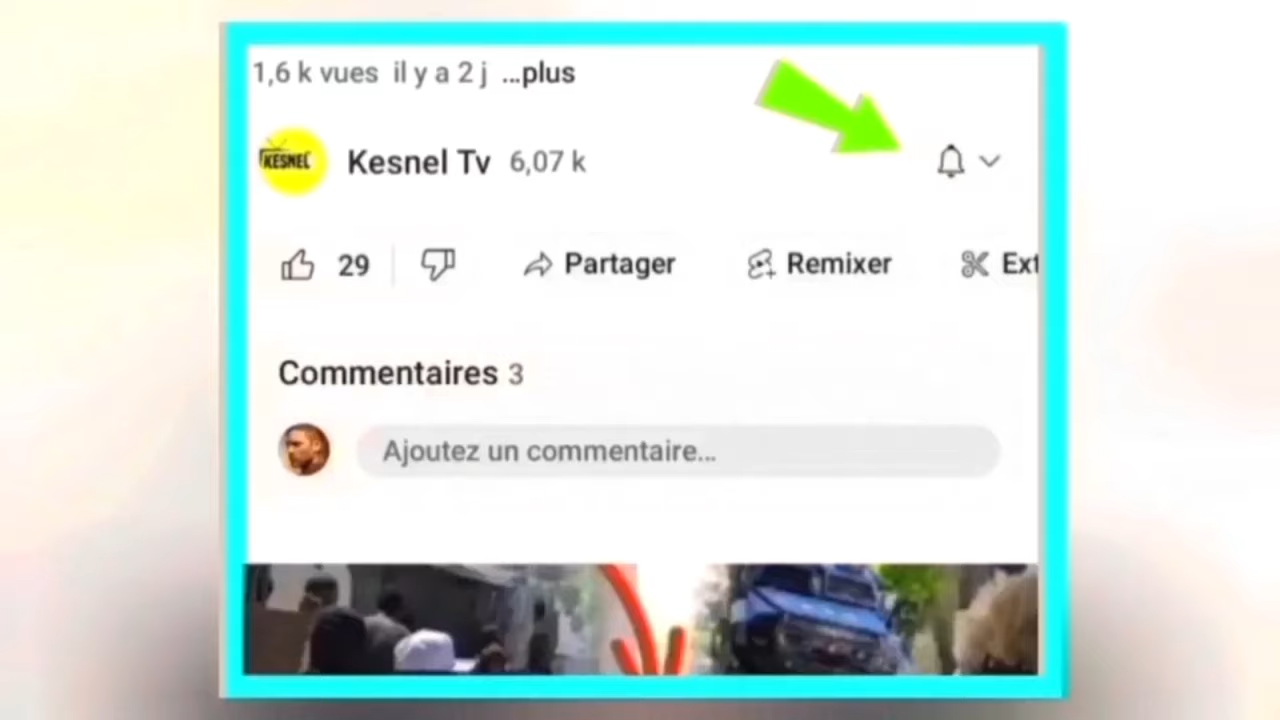 1,6 k vues il y a 2 j ...plus
KESNEL
Kesnel Tv 6,07 k
29 Partager Remixer Ext
Commentaires 3
Ajoutez un commentaire...